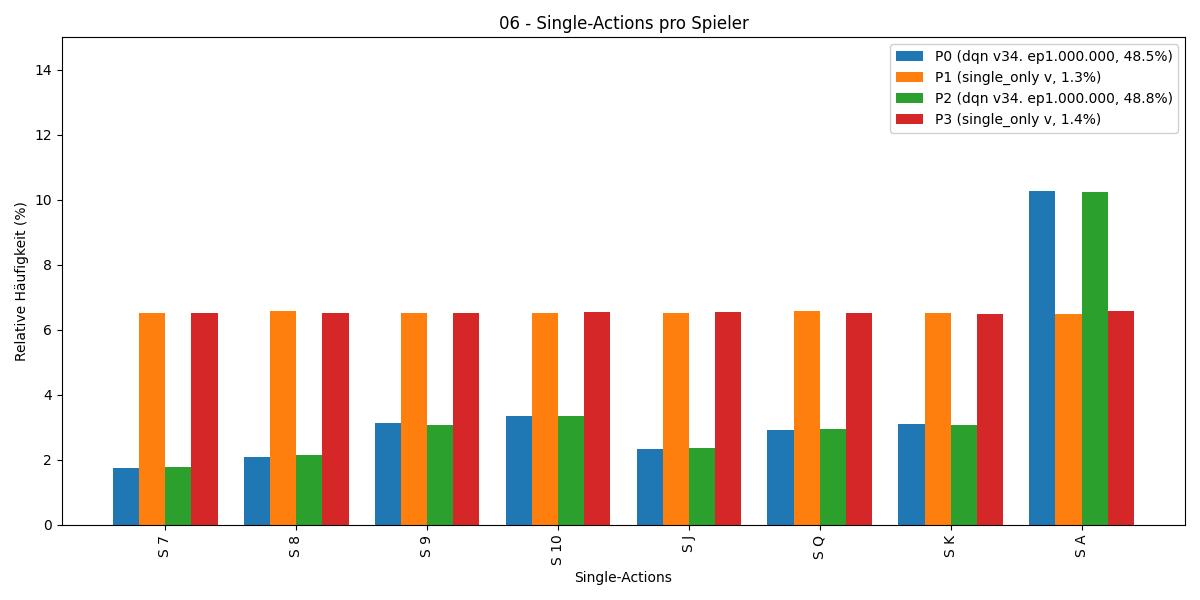 06 - Single-Actions pro Spieler
P0 (dqn v34. ep1.000.000, 48.5%)
P1 (single_only v, 1.3%)
P2 (dqn v34. ep1.000.000, 48.8%)
P3 (single_only v, 1.4%)
Relative Häufigkeit (%)
14
12
10
8
6
4
2
0
S 7
S 8
S 9
S 10
S J
S Q
S K
S A
Single-Actions